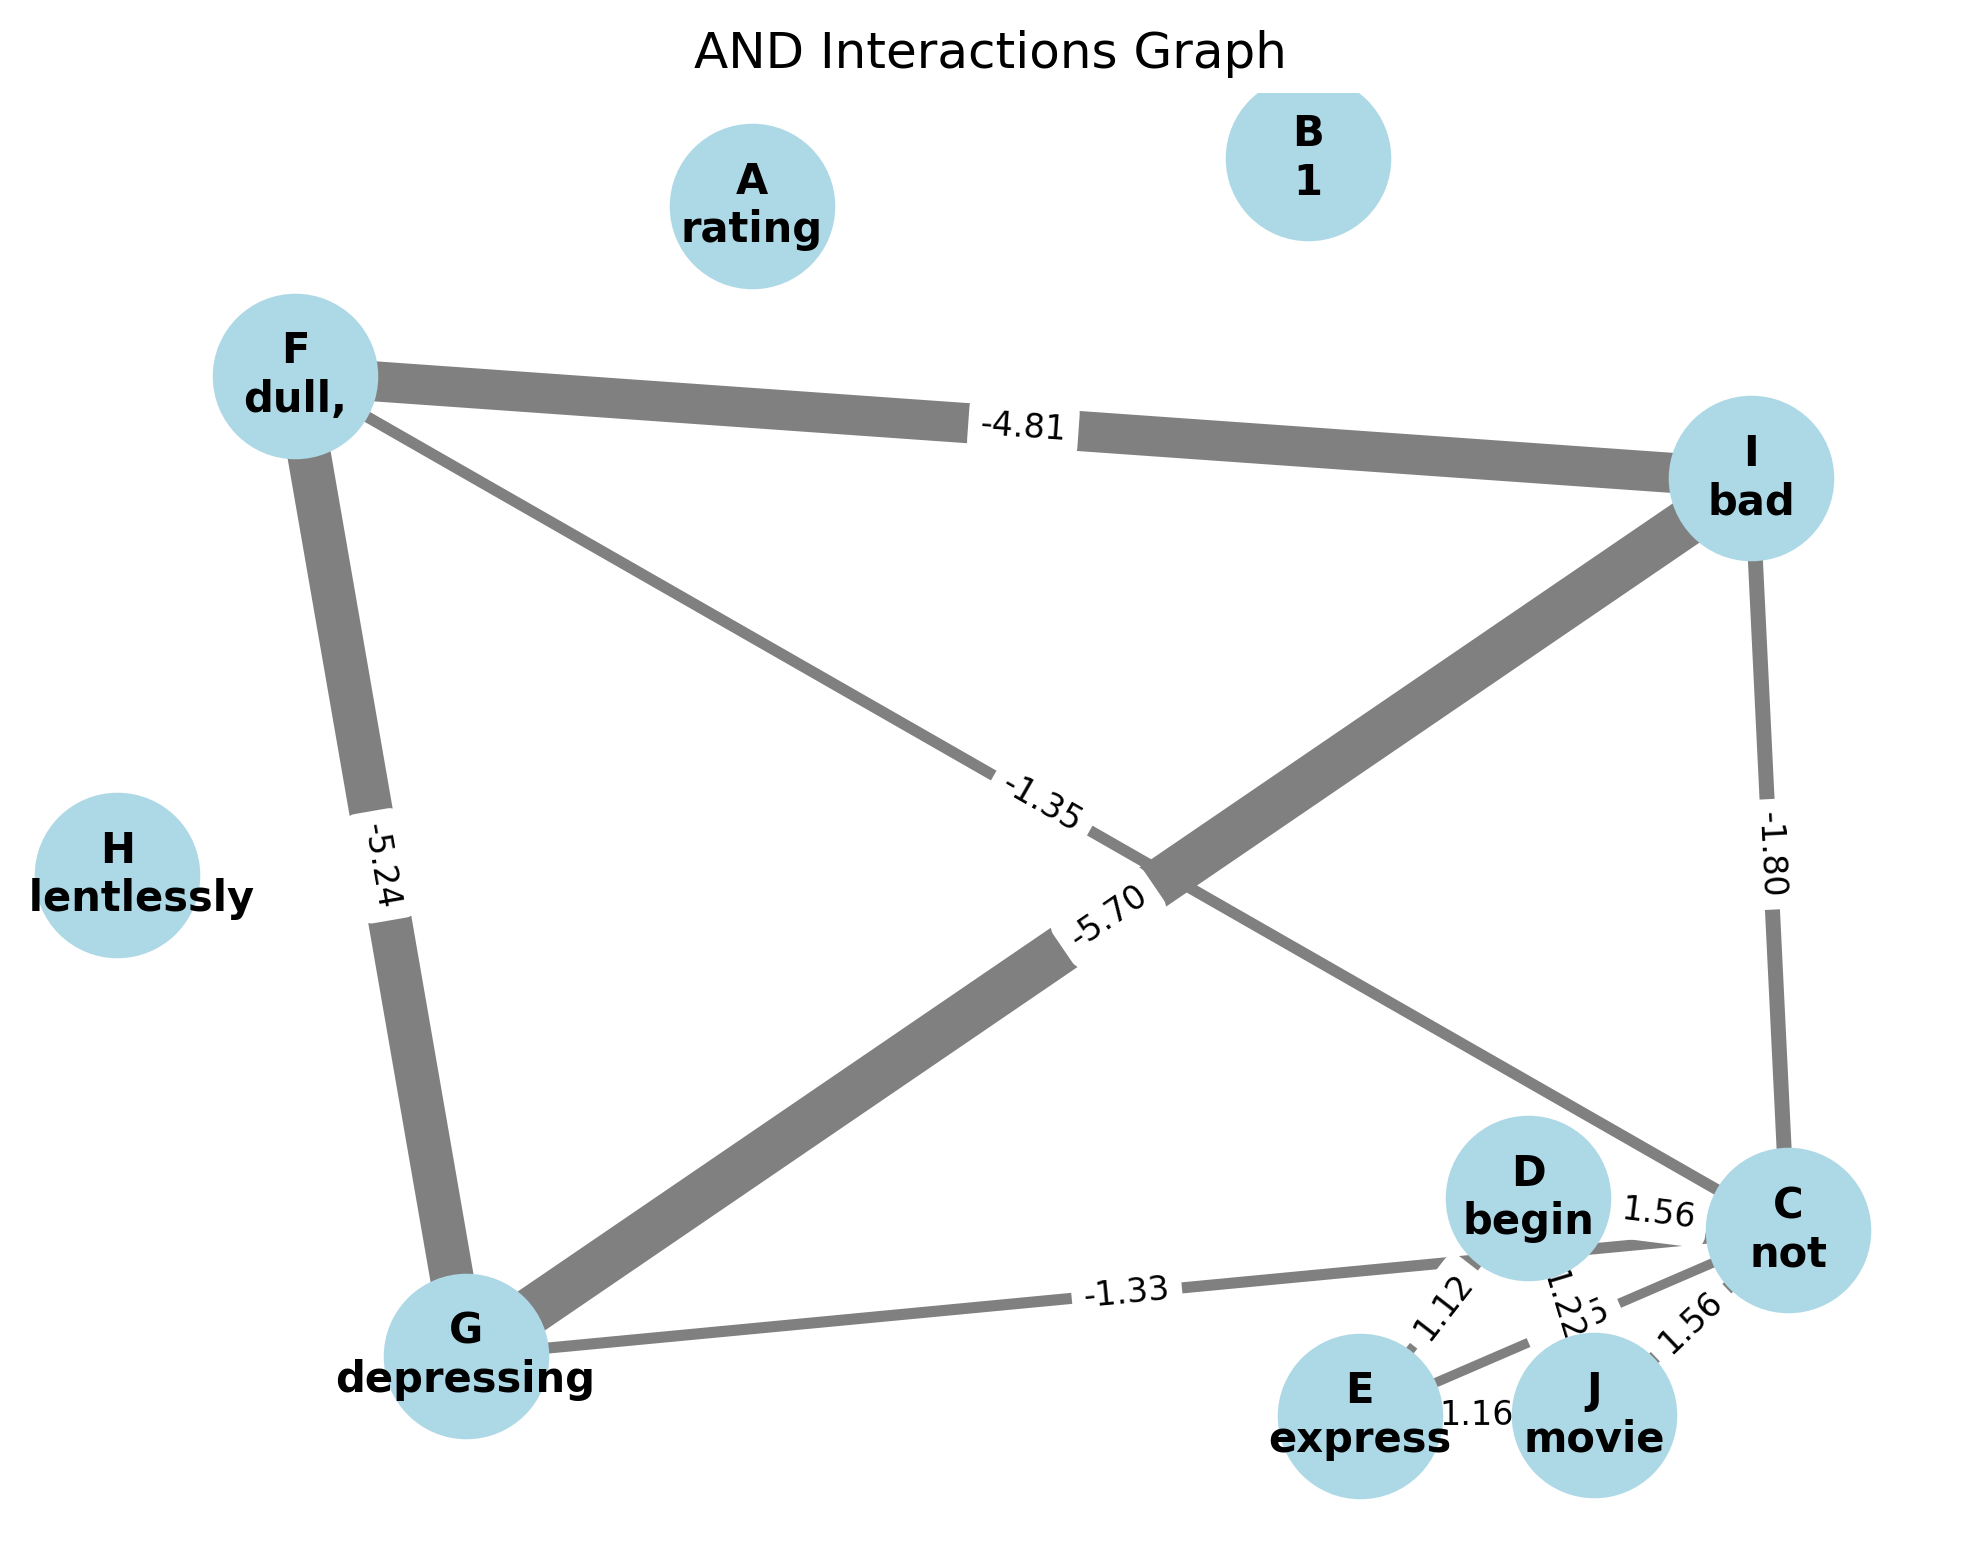 AND Interactions Graph
B
1
A
rating
F
dull,
-4.81
I
bad
-1.35
-1.80
H
lentlessly
-5.24
-5.70
D
begin
1.56
C
not
-1.33
1.12
1.22
5
1.56
G
depressing
E
express
1.16
J
movie